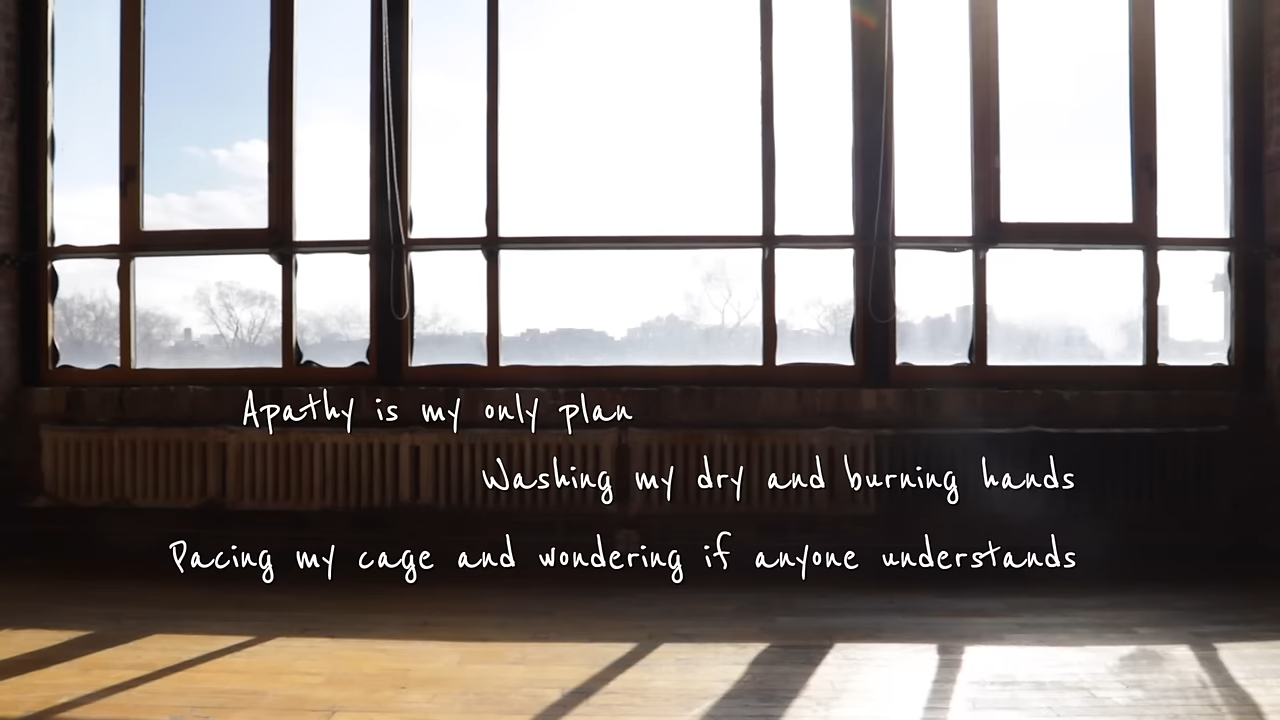 Apathy is my only plan
Washing my dry and burning hands
Pacing my cage and wondering if anyone understands